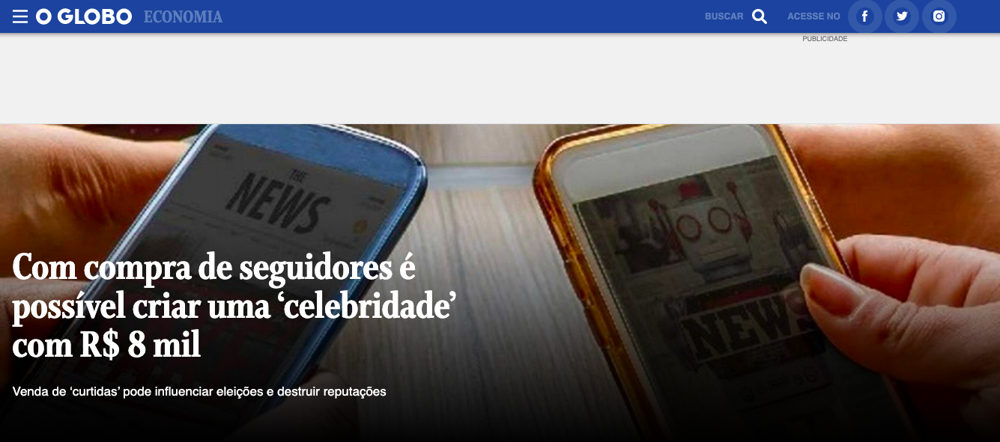 O GLOBO ECONOMIA BUSCAR ACESSE NO
PUBLICIDADE
THE
NEWS
NEWS
Com compra de seguidores é
possível criar uma ‘celebridade’
com R$ 8 mil
Venda de ‘curtidas’ pode influenciar eleições e destruir reputações